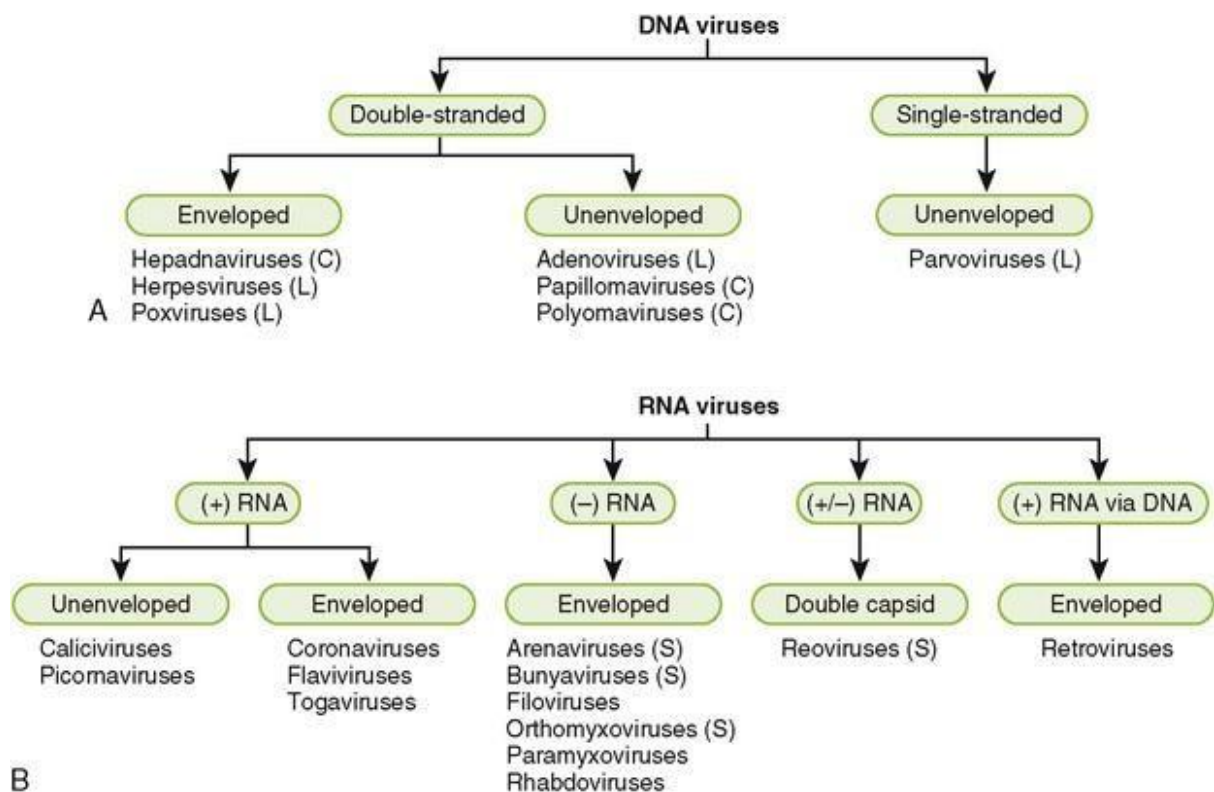 DNA viruses
Double-stranded
Single-stranded
Enveloped
Unenveloped
Unenveloped
Hepadnaviruses (C)
Herpesviruses (L)
Poxviruses (L)
Adenoviruses (L)
Papillomaviruses (C)
Polyomaviruses (C)
Parvoviruses (L)
A
RNA viruses
(+) RNA
(–) RNA
(+/–) RNA
(+) RNA via DNA
Unenveloped
Enveloped
Enveloped
Double capsid
Enveloped
Caliciviruses
Picornaviruses
Coronaviruses
Flaviviruses
Togaviruses
Arenaviruses (S)
Bunyaviruses (S)
Filoviruses
Orthomyxoviruses (S)
Paramyxoviruses
Rhabdoviruses
Reoviruses (S)
Retroviruses
B